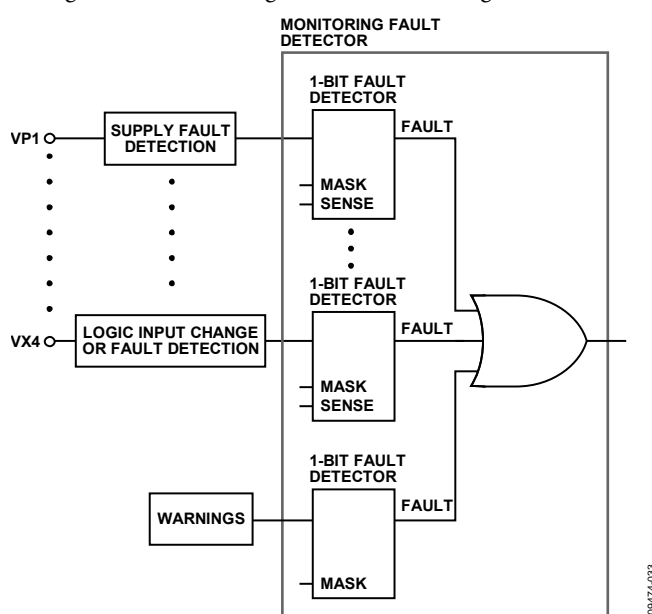 MONITORING FAULT
DETECTOR
1-BIT FAULT
DETECTOR
FAULT
VP1
SUPPLY FAULT
DETECTION
MASK
SENSE
1-BIT FAULT
DETECTOR
FAULT
VX4
LOGIC INPUT CHANGE
OR FAULT DETECTION
MASK
SENSE
1-BIT FAULT
DETECTOR
FAULT
WARNINGS
MASK
09474-033